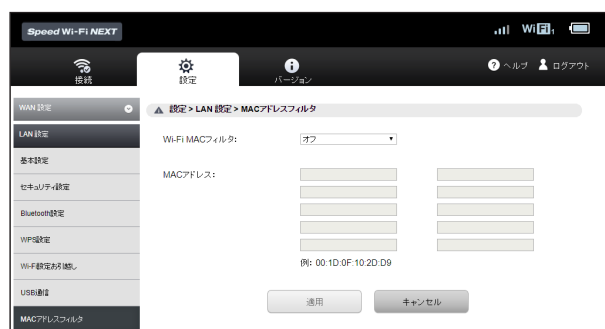 Speed Wi-Fi NEXT
WiFi1
接続
設定
バージョン
ヘルプ
ログアウト
WAN 設定
設定 > LAN 設定 > MACアドレスフィルタ
LAN 設定
Wi-Fi MACフィルタ:
オフ
基本設定
MACアドレス:
セキュリティ設定
Bluetooth設定
WPS設定
Wi-Fi設定お引越し
例: 00:1D:0F:10:2D:D9
USB通信
適用
キャンセル
MACアドレスフィルタ